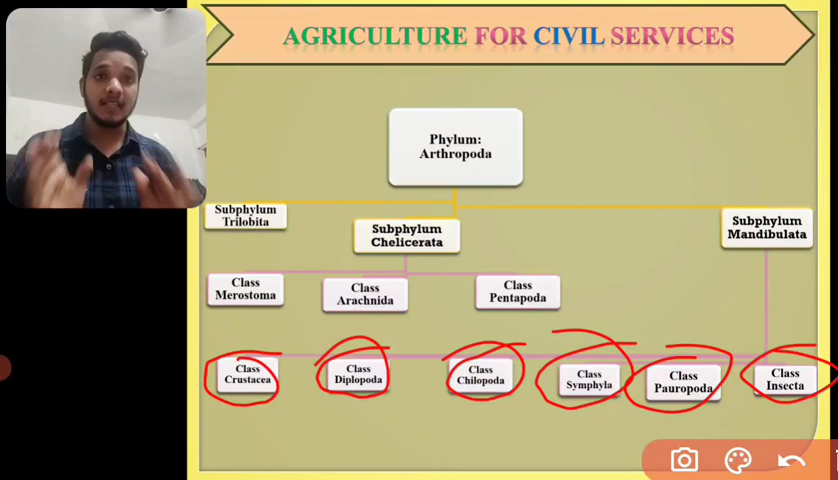 AGRICULTURE FOR CIVIL SERVICES
Phylum:
Arthropoda
Subphylum
Trilobita
Subphylum
Chelicerata
Subphylum
Mandibulata
Class
Merostoma
Class
Arachnida
Class
Pentapoda
Class
Crustacea
Class
Diplopoda
Class
Chilopoda
Class
Symphyla
Class
Pauropoda
Class
Insecta